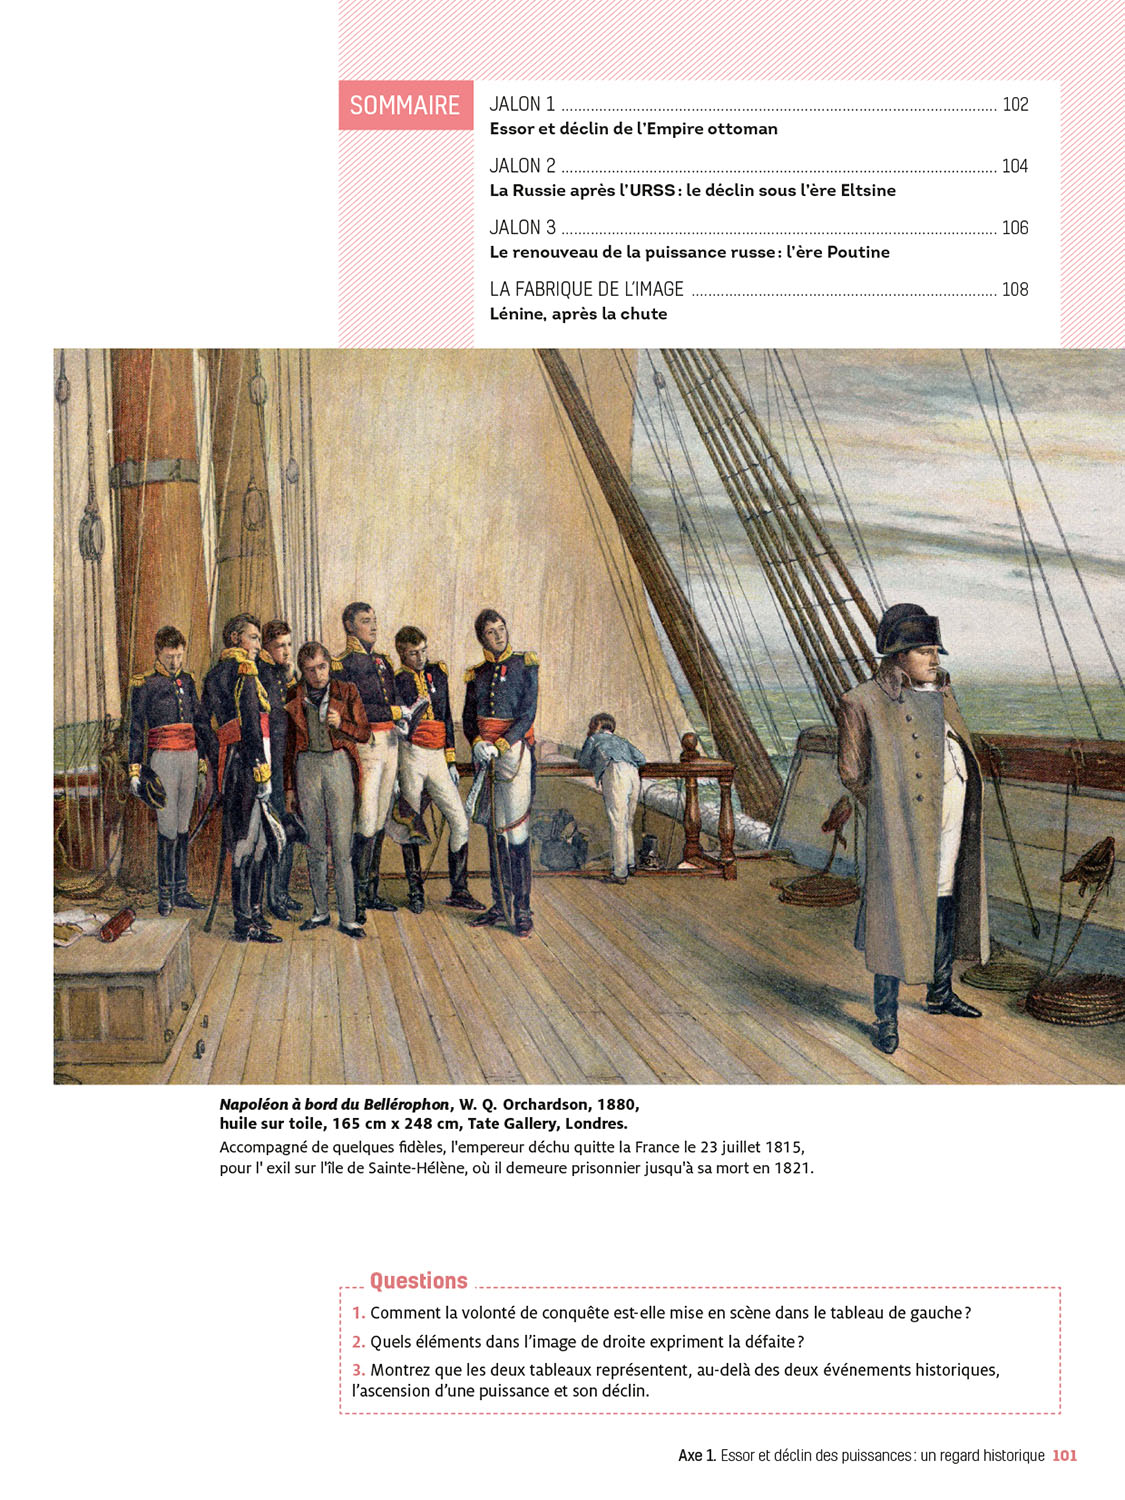 SOMMAIRE
JALON 1 ........................................ 102
Essor et déclin de l'Empire ottoman
JALON 2 ........................................ 104
La Russie après l'URSS : le déclin sous l'ère Eltsine
JALON 3 ........................................ 106
Le renouveau de la puissance russe : l'ère Poutine
LA FABRIQUE DE L'IMAGE ........................................ 108
Lénine, après la chute
Napoléon à bord du Bellérophon, W. Q. Orchardson, 1880,
huile sur toile, 165 cm x 248 cm, Tate Gallery, Londres.
Accompagné de quelques fidèles, l'empereur déchu quitte la France le 23 juillet 1815,
pour l' exil sur l'île de Sainte-Hélène, où il demeure prisonnier jusqu'à sa mort en 1821.
Questions
1. Comment la volonté de conquête est-elle mise en scène dans le tableau de gauche ?
2. Quels éléments dans l'image de droite expriment la défaite ?
3. Montrez que les deux tableaux représentent, au-delà des deux événements historiques,
l'ascension d'une puissance et son déclin.
Axe 1. Essor et déclin des puissances : un regard historique 101